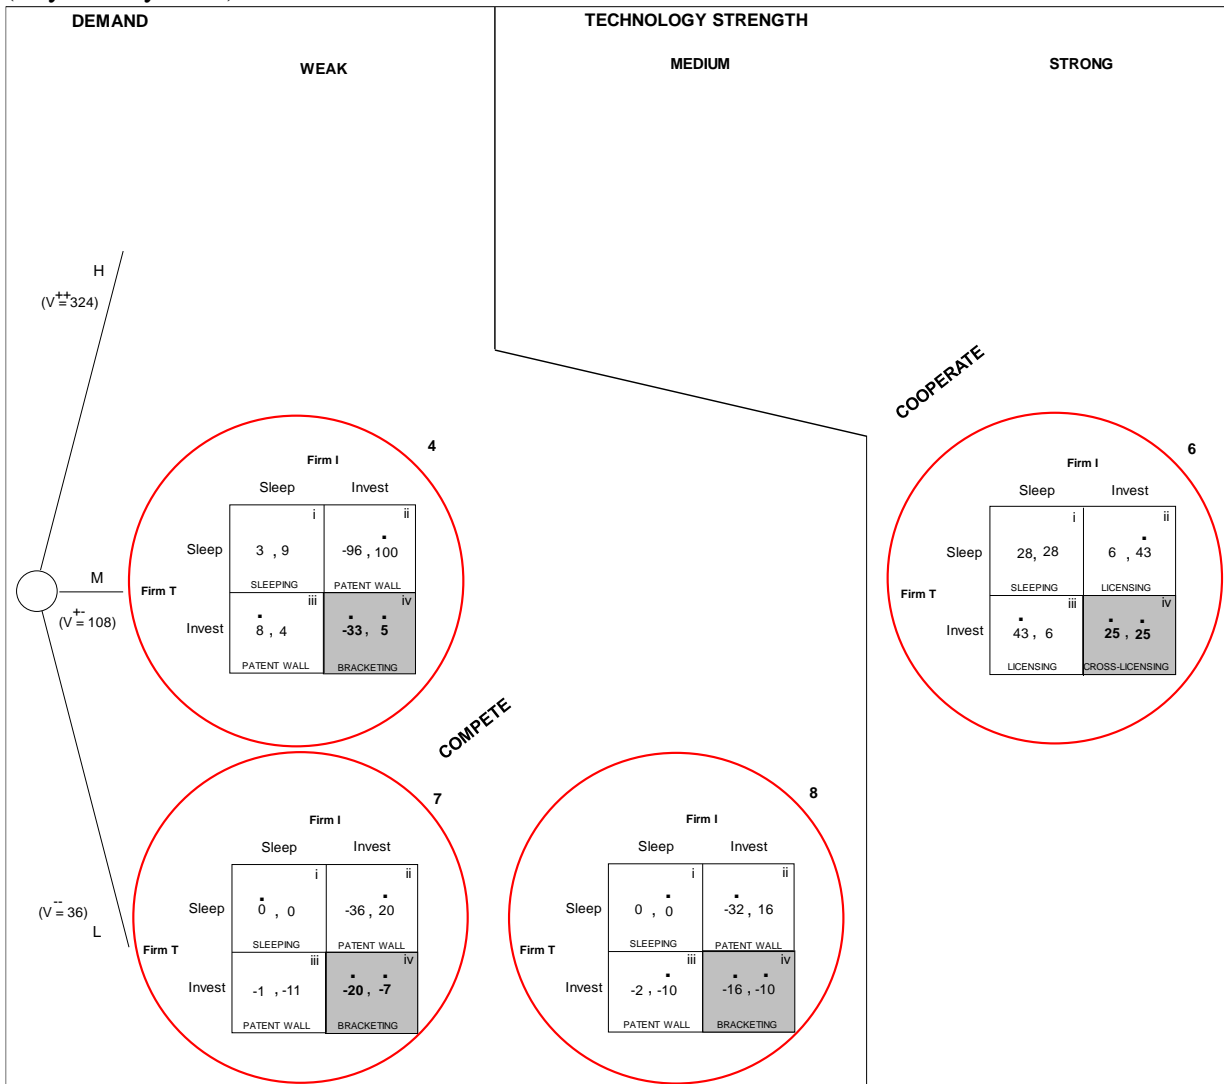 DEMAND TECHNOLOGY STRENGTH
WEAK MEDIUM STRONG
H
(V++ = 324)
COOPERATE
4
Firm I
Sleep Invest
i ii
Sleep 3 , 9 -96 , 100
SLEEPING PATENT WALL
M
Firm T
(V+- = 108)
iii iv
Invest 8 , 4 -33, 5
PATENT WALL BRACKETING
6
Firm I
Sleep Invest
i ii
Sleep 28, 28 6 , 43
SLEEPING LICENSING
Firm T
iii iv
Invest 43 , 6 25 , 25
LICENSING CROSS-LICENSING
COMPETE
7
Firm I
Sleep Invest
i ii
Sleep 0 , 0 -36 , 20
SLEEPING PATENT WALL
(V-- = 36)
L
Firm T
iii iv
Invest -1 , -11 -20 , -7
PATENT WALL BRACKETING
8
Firm I
Sleep Invest
i ii
Sleep 0 , 0 -32 , 16
SLEEPING PATENT WALL
Firm T
iii iv
Invest -2 , -10 -16 , -10
PATENT WALL BRACKETING